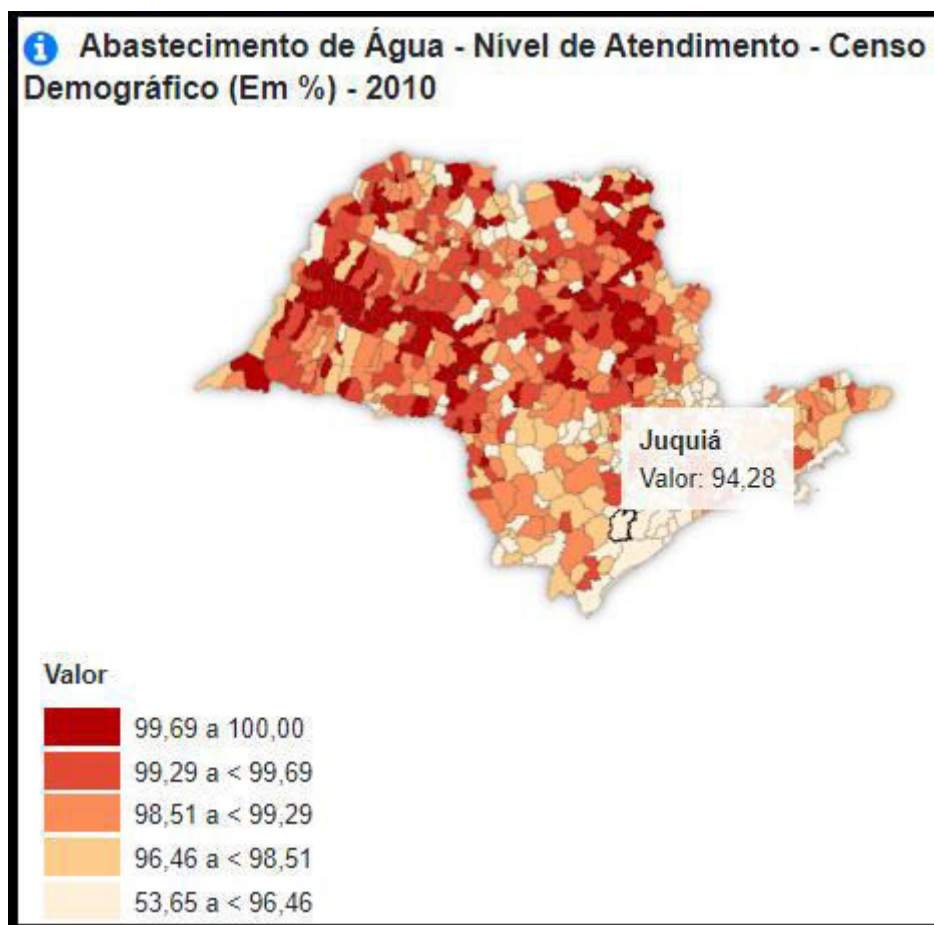 Abastecimento de Água - Nível de Atendimento - Censo
Demográfico (Em %) - 2010
Juquiá
Valor: 94,28
Valor
99,69 a 100,00
99,29 a < 99,69
98,51 a < 99,29
96,46 a < 98,51
53,65 a < 96,46